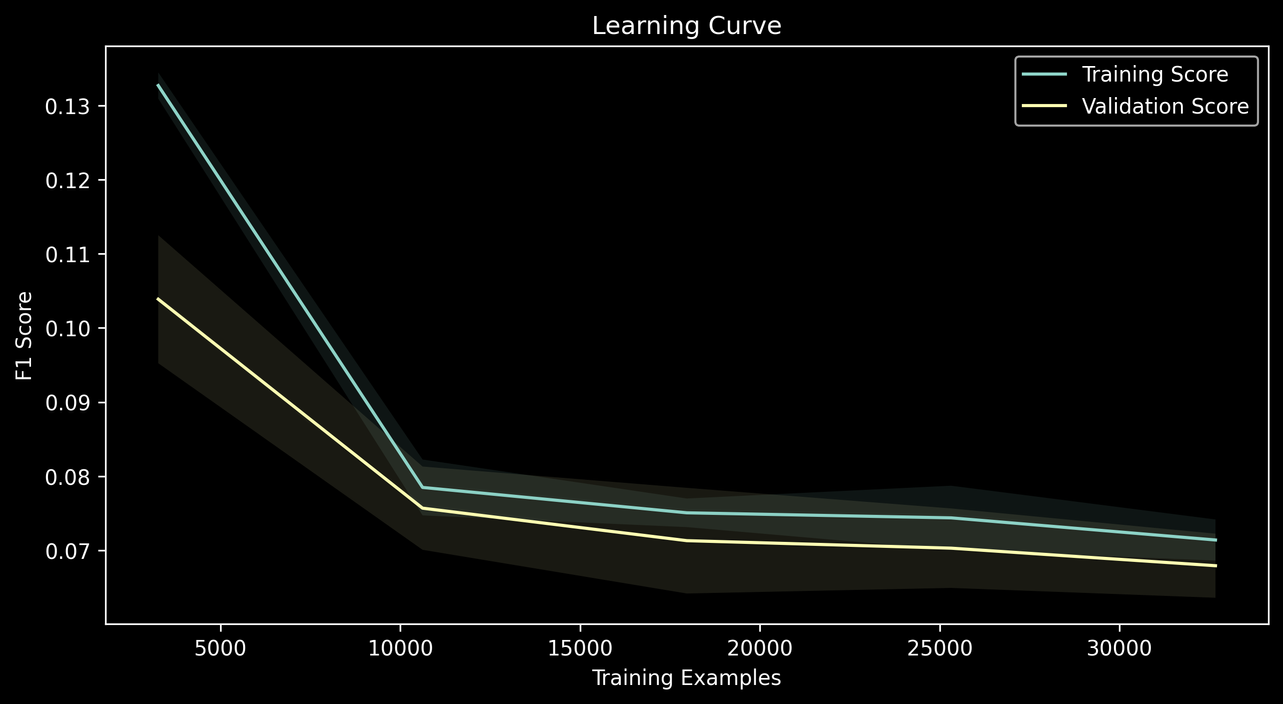 Learning Curve
Training Score
Validation Score
F1 Score
0.13
0.12
0.11
0.10
0.09
0.08
0.07
5000 10000 15000 20000 25000 30000
Training Examples